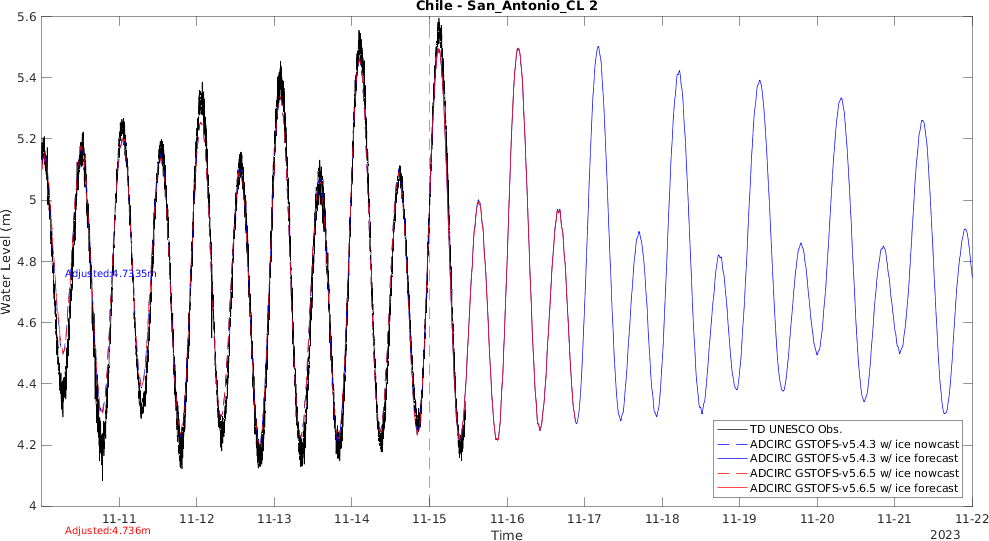 Chile - San_Antonio_CL 2
Water Level (m)
5.6
5.4
5.2
5
4.8
4.6
4.4
4.2
4
Adjusted:4.7335m
TD UNESCO Obs.
ADCIRC GSTOFS-v5.4.3 w/ ice nowcast
ADCIRC GSTOFS-v5.4.3 w/ ice forecast
ADCIRC GSTOFS-v5.6.5 w/ ice nowcast
ADCIRC GSTOFS-v5.6.5 w/ ice forecast
11-11 11-12 11-13 11-14 11-15 11-16 11-17 11-18 11-19 11-20 11-21 11-22
Adjusted:4.736m
Time
2023